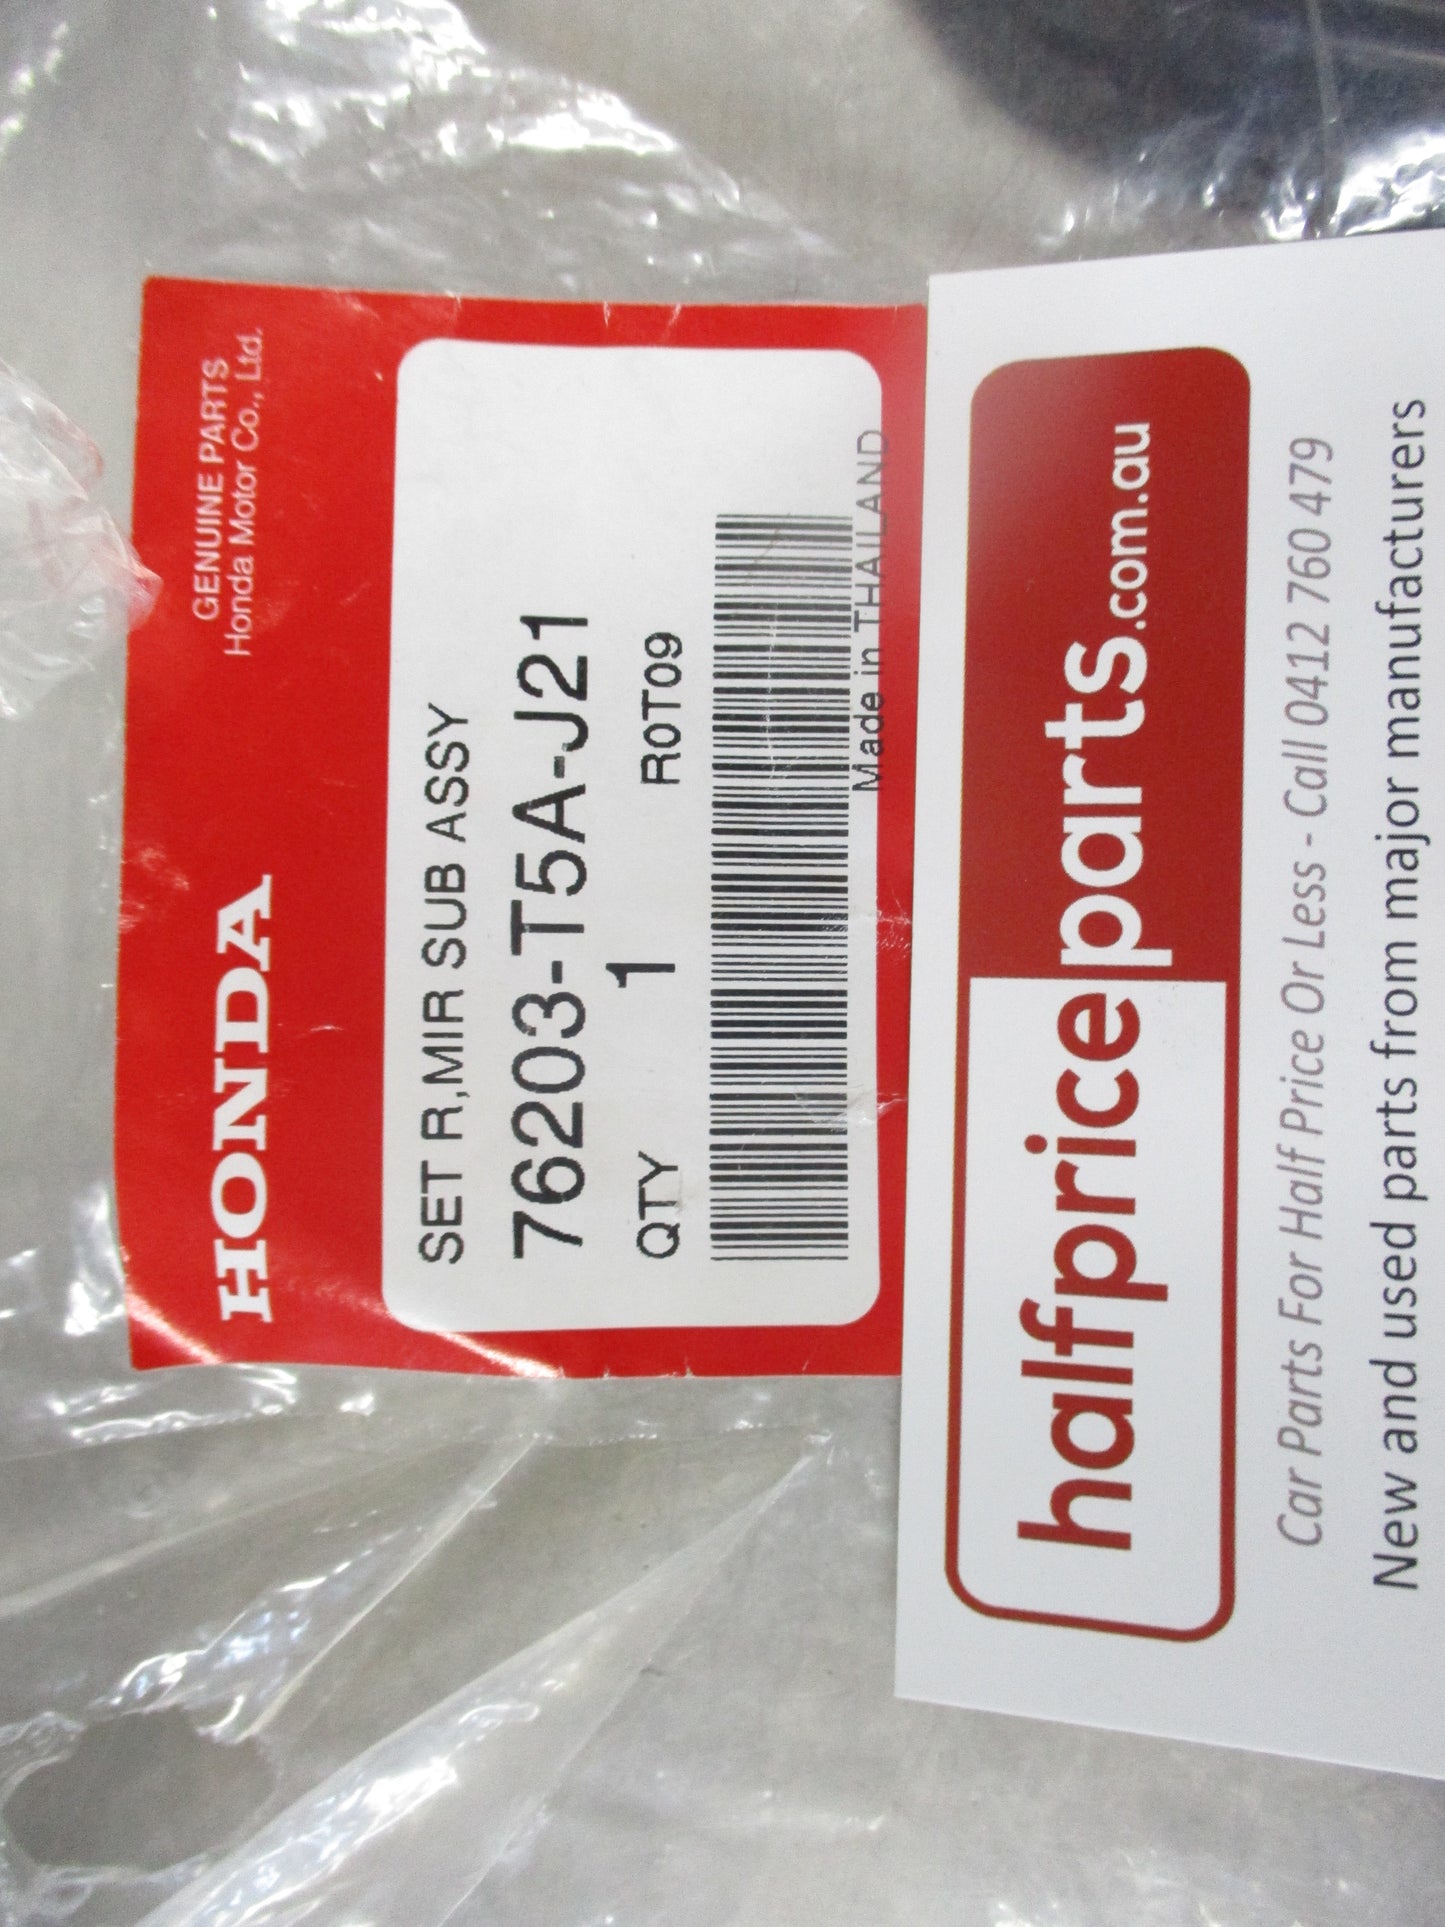 HONDA
GENUINE PARTS
Honda Motor Co., Ltd.
SET R,MIR SUB ASSY
76203-T5A-J21
QTY 1 R0T09
Made in THAILAND
halfpriceparts.com.au
Car Parts For Half Price Or Less - Call 0412 760 479
New and used parts from major manufacturers